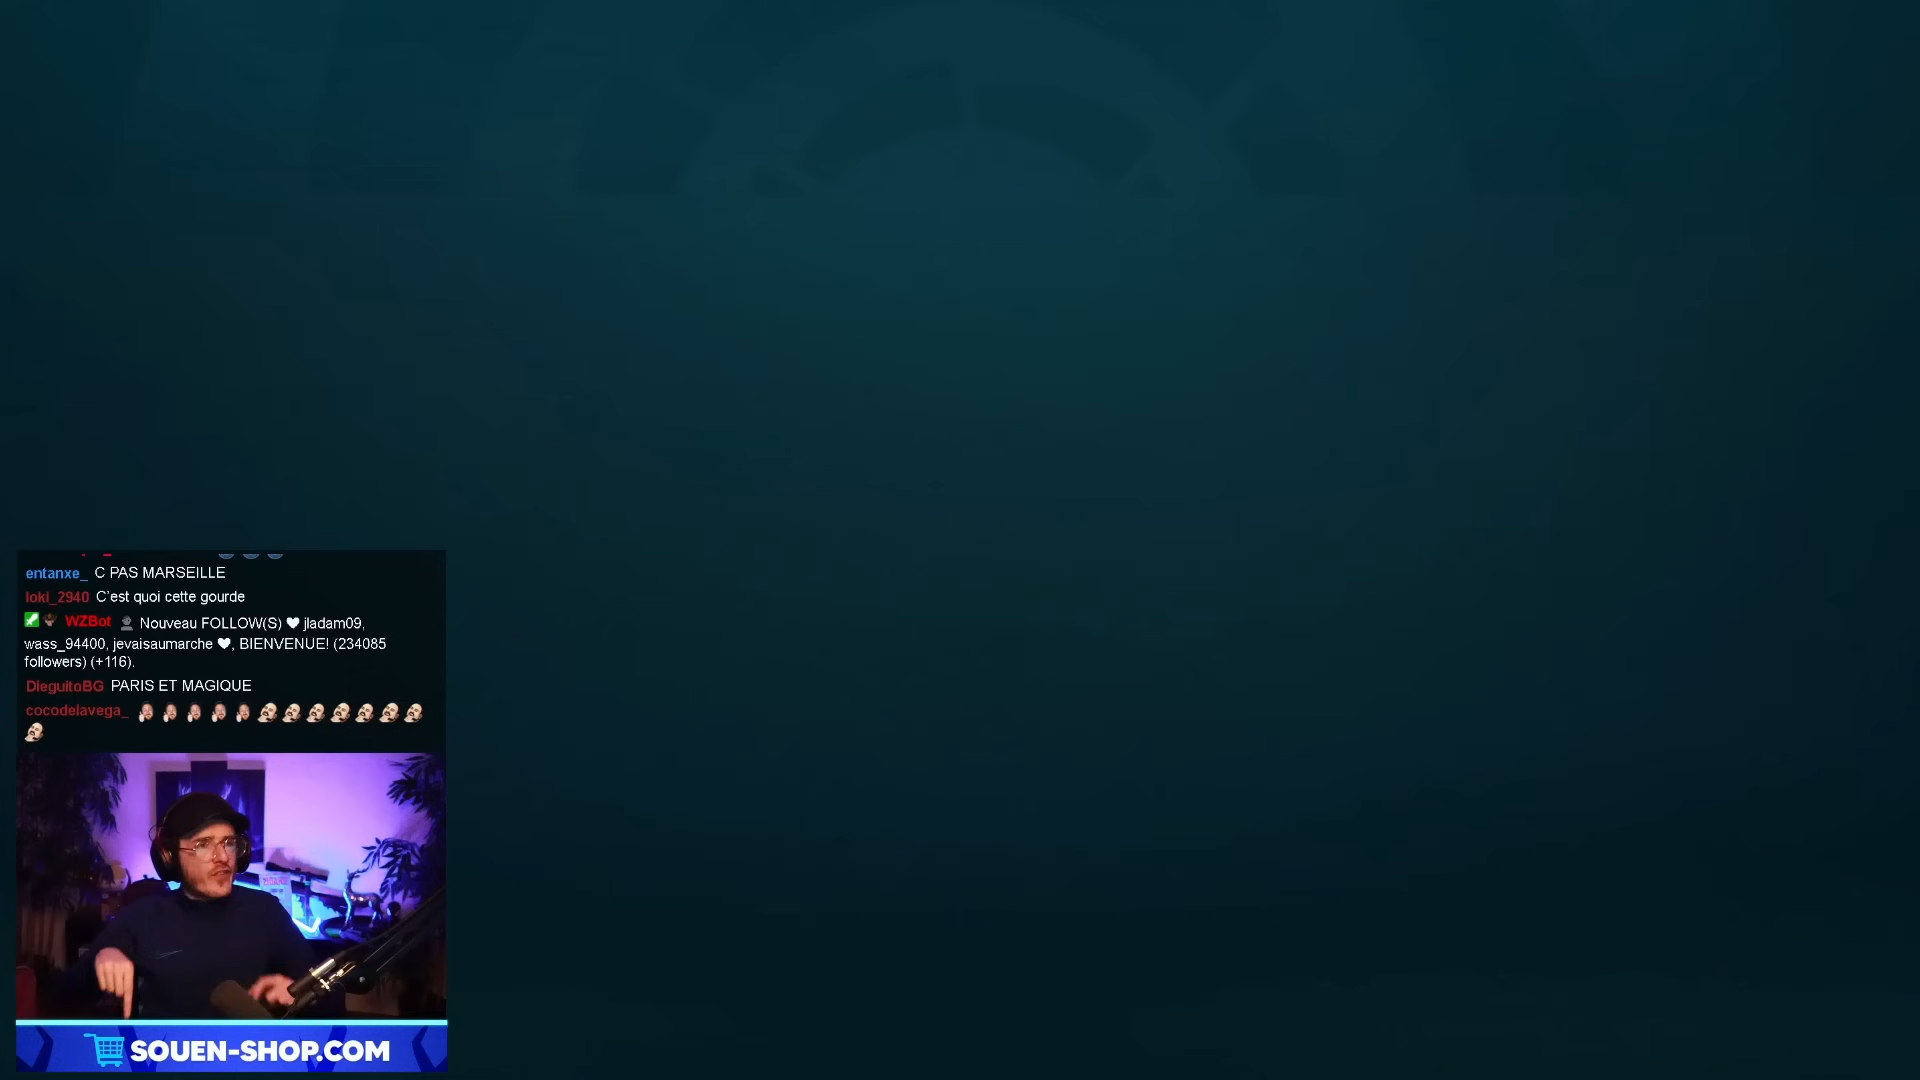 entanxe_ C PAS MARSEILLE
loki_2940 C'est quoi cette gourde
WZBot Nouveau FOLLOW(S) ♥ jladam09,
wass_94400, jevaisaumarche ♥, BIENVENUE! (234085
followers) (+116).
DieguitoBG PARIS ET MAGIQUE
cocodelavega_
SOUEN-SHOP.COM